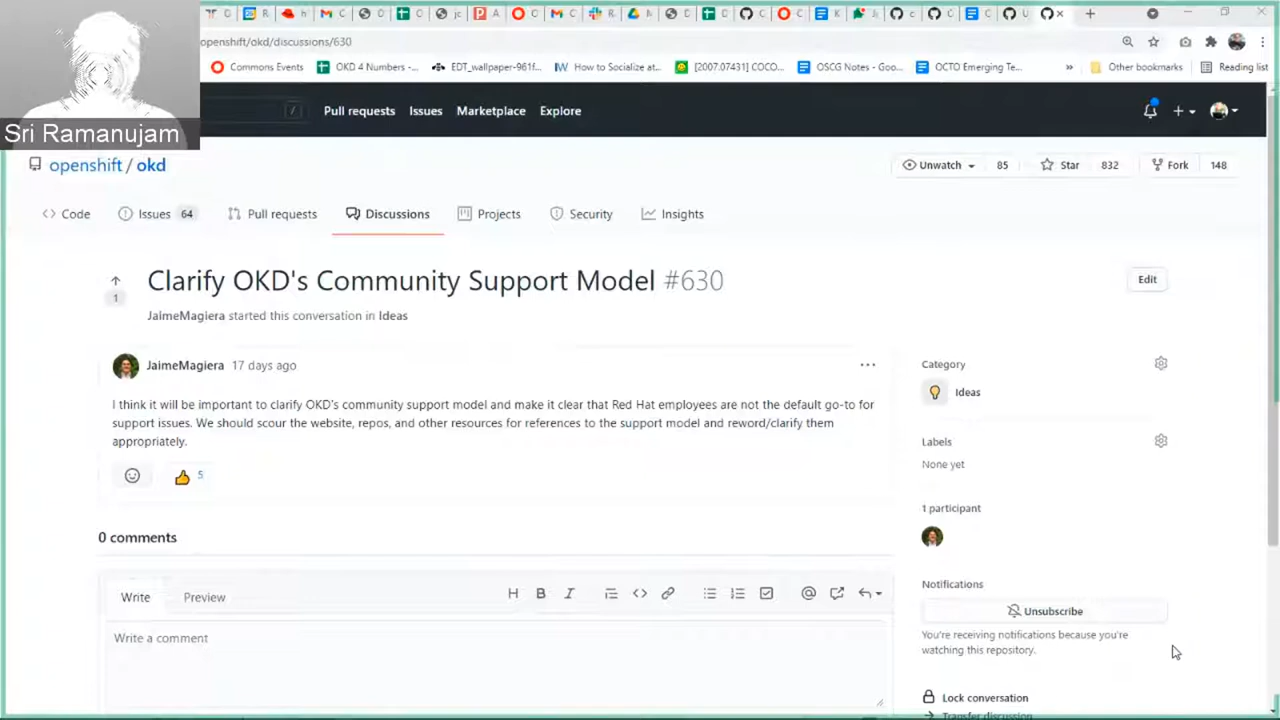 openshift/okd/discussions/630
Commons Events
OKD 4 Numbers -...
EDT_wallpaper-961f...
How to Socialize at...
[2007.07431] COCO...
OSCG Notes - Goo...
OCTO Emerging Te...
»
Other bookmarks
Reading list
Sri Ramanujam
/
Pull requests
Issues
Marketplace
Explore
openshift / okd
Unwatch
85
Star
832
Fork
148
Code
Issues 64
Pull requests
Discussions
Projects
Security
Insights
Clarify OKD's Community Support Model #630
Edit
1
JaimeMagiera started this conversation in Ideas
JaimeMagiera 17 days ago
I think it will be important to clarify OKD's community support model and make it clear that Red Hat employees are not the default go-to for
support issues. We should scour the website, repos, and other resources for references to the support model and reword/clarify them
appropriately.
5
Category
Ideas
Labels
None yet
1 participant
0 comments
Write
Preview
H B I
Write a comment
Notifications
Unsubscribe
You're receiving notifications because you're
watching this repository.
Lock conversation
Transfer discussion